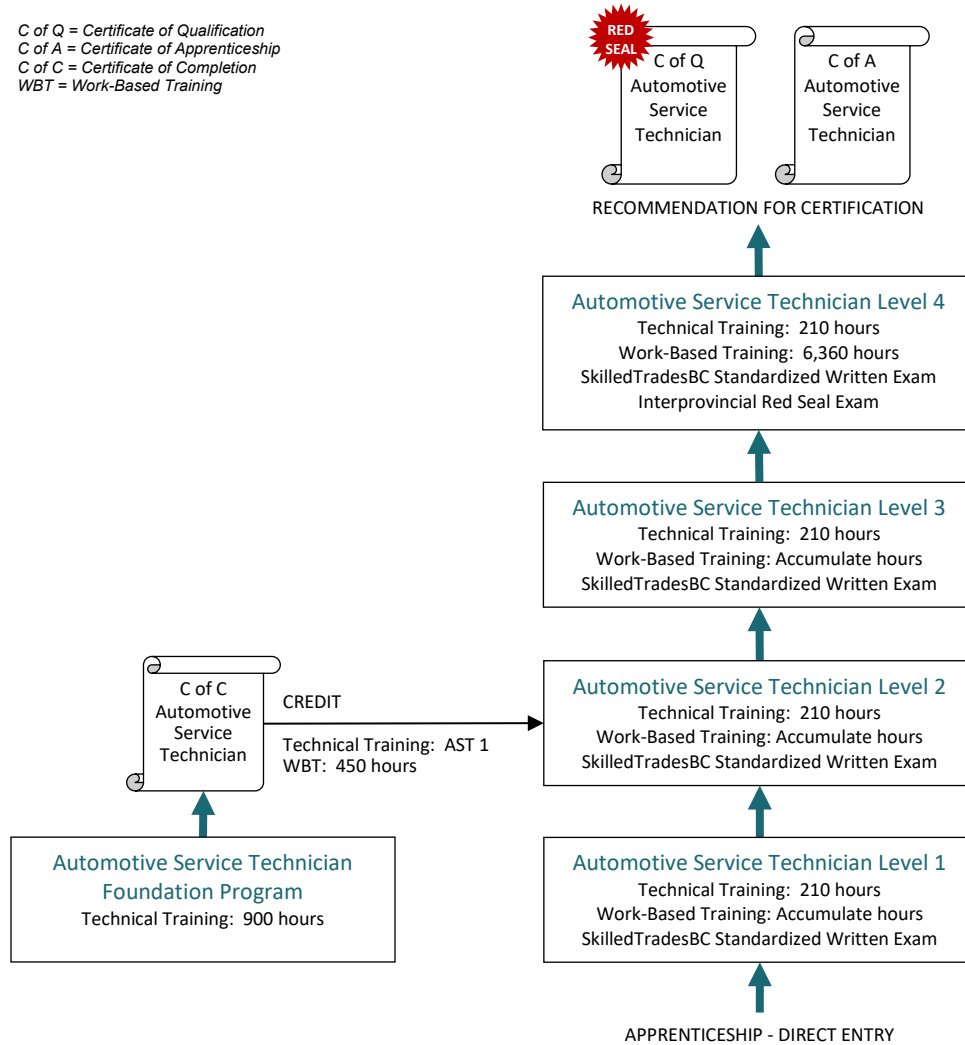 C of Q = Certificate of Qualification
C of A = Certificate of Apprenticeship
C of C = Certificate of Completion
WBT = Work-Based Training
RED
SEAL
C of Q
Automotive
Service
Technician
C of A
Automotive
Service
Technician
RECOMMENDATION FOR CERTIFICATION
Automotive Service Technician Level 4
Technical Training: 210 hours
Work-Based Training: 6,360 hours
SkilledTradesBC Standardized Written Exam
Interprovincial Red Seal Exam
Automotive Service Technician Level 3
Technical Training: 210 hours
Work-Based Training: Accumulate hours
SkilledTradesBC Standardized Written Exam
C of C
Automotive
Service
Technician
CREDIT
Technical Training: AST 1
WBT: 450 hours
Automotive Service Technician Level 2
Technical Training: 210 hours
Work-Based Training: Accumulate hours
SkilledTradesBC Standardized Written Exam
Automotive Service Technician
Foundation Program
Technical Training: 900 hours
Automotive Service Technician Level 1
Technical Training: 210 hours
Work-Based Training: Accumulate hours
SkilledTradesBC Standardized Written Exam
APPRENTICESHIP - DIRECT ENTRY